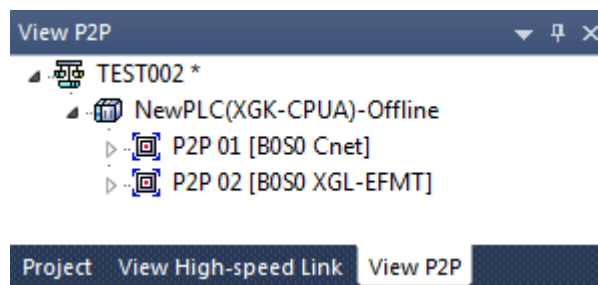 View P2P
TEST002 *
NewPLC(XGK-CPUA)-Offline
P2P 01 [B0S0 Cnet]
P2P 02 [B0S0 XGL-EFMT]
Project View High-speed Link View P2P